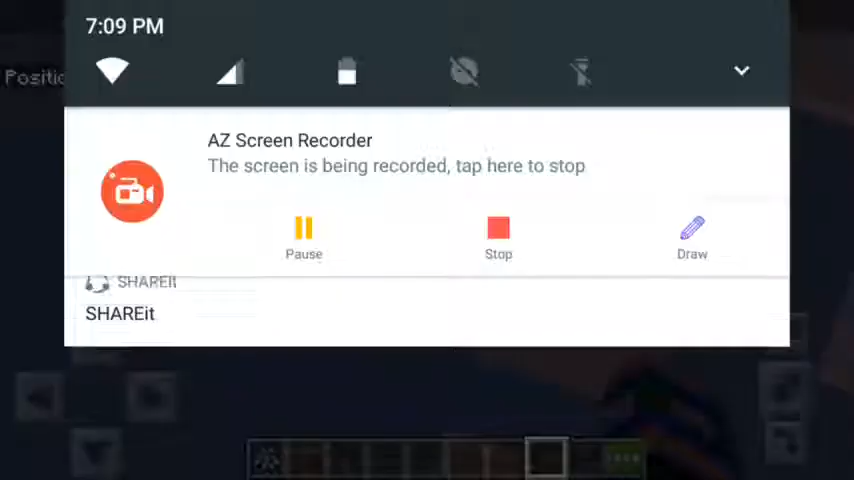 7:09 PM
Positio
AZ Screen Recorder
The screen is being recorded, tap here to stop
Pause
Stop
Draw
SHAREit
SHAREit